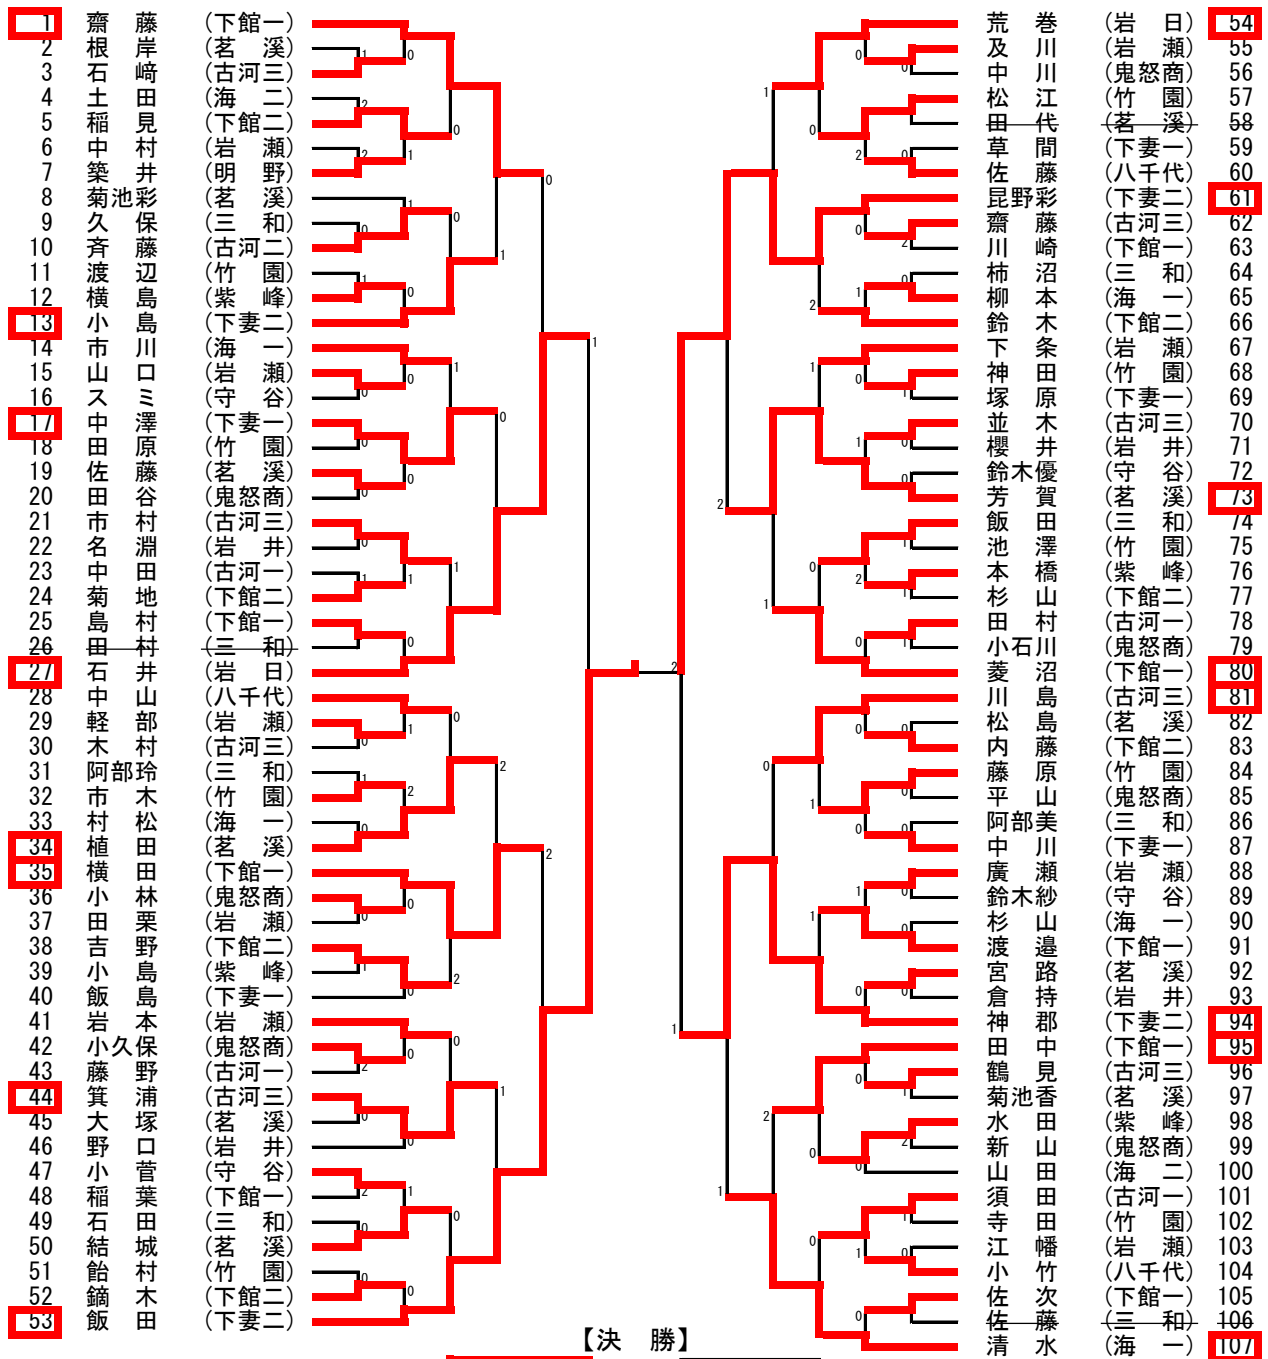 1 齋藤 (下館一)
2 根岸 (茗溪)
3 石﨑 (古河三)
4 土田 (海二)
5 稲見 (下館二)
6 中村 (岩瀬)
7 築井 (明野)
8 菊池彩 (茗溪)
9 久保 (三和)
10 斉藤 (古河二)
11 渡辺 (竹園)
12 横島 (紫峰)
13 小島 (下妻二)
14 市川 (海一)
15 山口 (岩瀬)
16 スミ (守谷)
17 中澤 (下妻一)
18 田原 (竹園)
19 佐藤 (茗溪)
20 田谷 (鬼怒商)
21 市村 (古河三)
22 名淵 (岩井)
23 中田 (古河一)
24 菊地 (下館二)
25 島村 (下館一)
26 田村 (三和)
27 石井 (岩日)
28 中山 (八千代)
29 軽部 (岩瀬)
30 木村 (古河三)
31 阿部玲 (三和)
32 市木 (竹園)
33 村松 (海一)
34 植田 (茗溪)
35 横田 (下館一)
36 小林 (鬼怒商)
37 田栗 (岩瀬)
38 吉野 (下館二)
39 小島 (紫峰)
40 飯島 (下妻一)
41 岩本 (岩瀬)
42 小久保 (鬼怒商)
43 藤野 (古河一)
44 箕浦 (古河三)
45 大塚 (茗溪)
46 野口 (岩井)
47 小菅 (守谷)
48 稲葉 (下館一)
49 石田 (三和)
50 結城 (茗溪)
51 飴村 (竹園)
52 鏑木 (下館二)
53 飯田 (下妻二)
荒巻 (岩日) 54
及川 (岩瀬) 55
中川 (鬼怒商) 56
松江 (竹園) 57
田代 (茗溪) 58
草間 (下妻一) 59
佐藤 (八千代) 60
昆野彩 (下妻二) 61
齋藤 (古河三) 62
川崎 (下館一) 63
柿沼 (三和) 64
柳本 (海一) 65
鈴木 (下館二) 66
下条 (岩瀬) 67
神田 (竹園) 68
塚原 (下妻一) 69
並木 (古河三) 70
櫻井 (岩井) 71
鈴木優 (守谷) 72
芳賀 (茗溪) 73
飯田 (三和) 74
池澤 (竹園) 75
本橋 (紫峰) 76
杉山 (下館二) 77
田村 (古河一) 78
小石川 (鬼怒商) 79
菱沼 (下館一) 80
川島 (古河三) 81
松島 (茗溪) 82
内藤 (下館二) 83
藤原 (竹園) 84
平山 (鬼怒商) 85
阿部美 (三和) 86
中川 (下妻一) 87
廣瀬 (岩瀬) 88
鈴木紗 (守谷) 89
杉山 (海一) 90
渡邉 (下館一) 91
宮路 (茗溪) 92
倉持 (岩井) 93
神郡 (下妻二) 94
田中 (下館一) 95
鶴見 (古河三) 96
菊池香 (茗溪) 97
水田 (紫峰) 98
新山 (鬼怒商) 99
山田 (海二) 100
須田 (古河一) 101
寺田 (竹園) 102
江幡 (岩瀬) 103
小竹 (八千代) 104
佐次 (下館一) 105
佐藤 (三和) 106
清水 (海一) 107
【決勝】